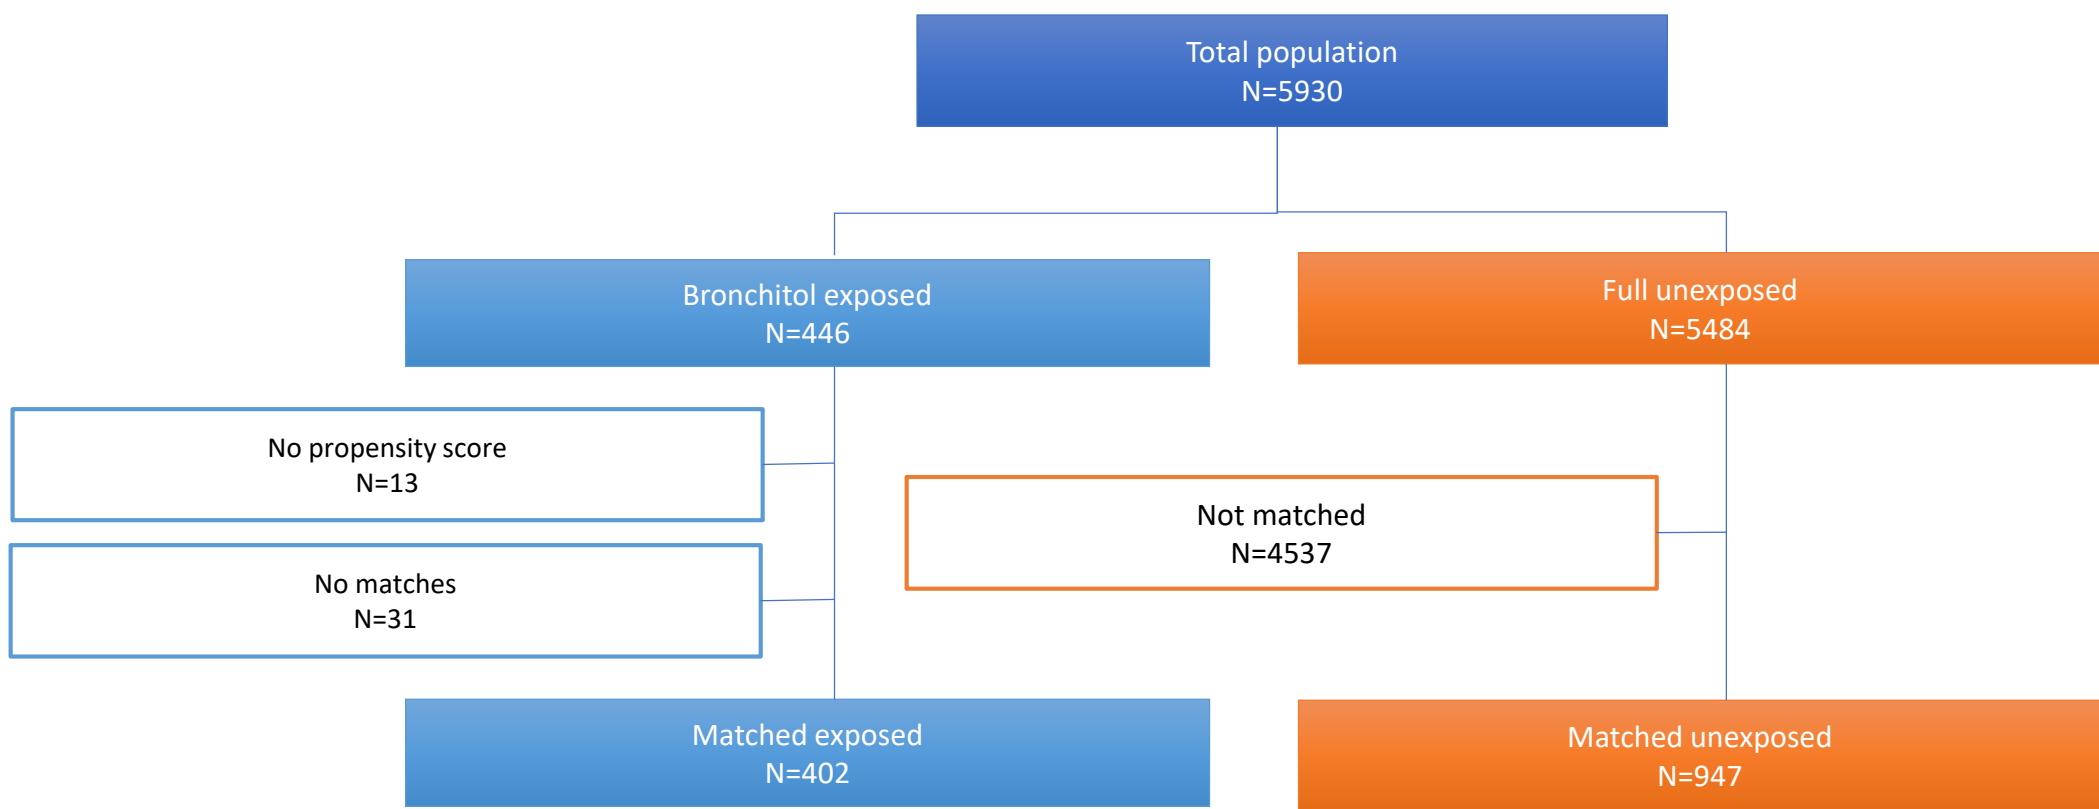 Total population
N=5930
Bronchitol exposed
N=446
Full unexposed
N=5484
No propensity score
N=13
Not matched
N=4537
No matches
N=31
Matched exposed
N=402
Matched unexposed
N=947